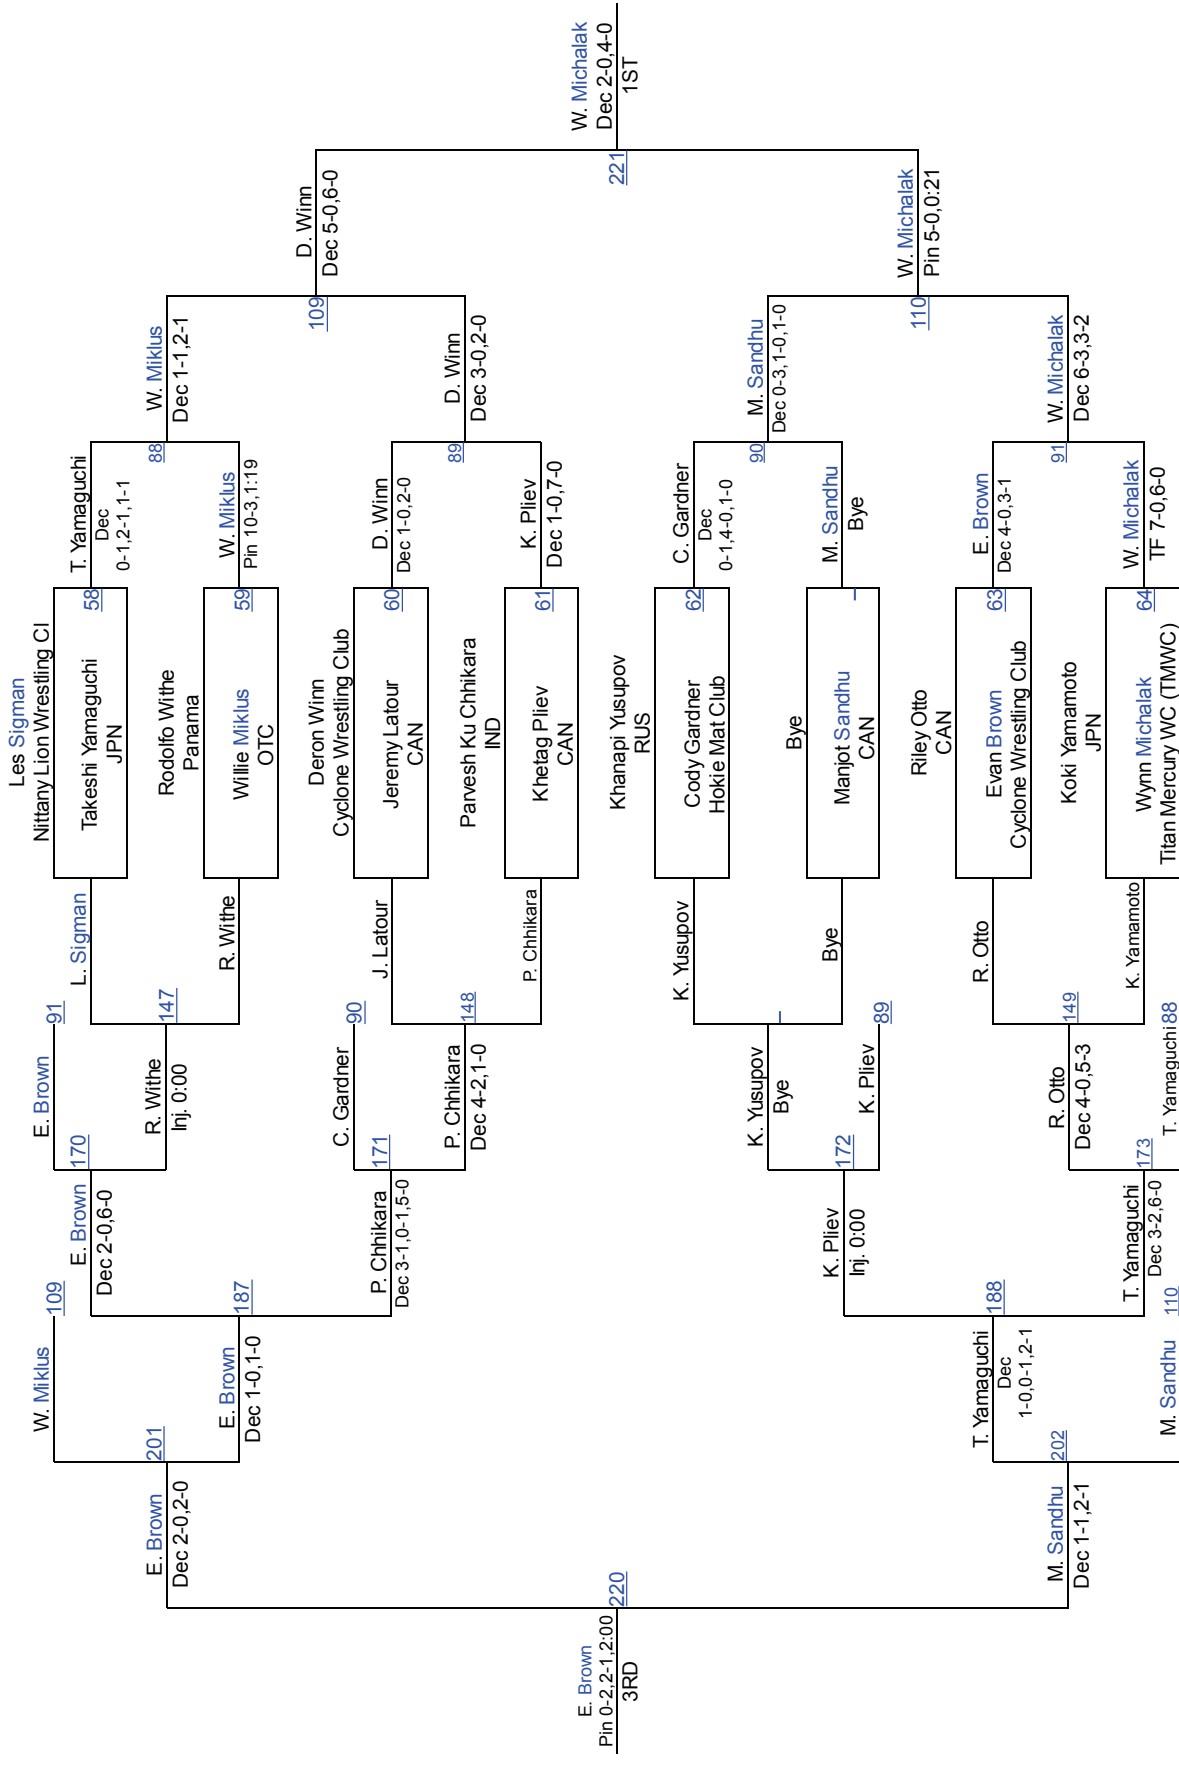 Les Sigman
Nittany Lion Wrestling Cl
58
Takeshi Yamaguchi
JPN
Rodolfo Withe
Panama
59
Willie Miklus
OTC
Deron Winn
Cyclone Wrestling Club
60
Jeremy Latour
CAN
Parvesh Ku Chhikara
IND
61
Khetag Pliev
CAN
Khanapi Yusupov
RUS
62
Cody Gardner
Hokie Mat Club
Bye
Manjot Sandhu
CAN
Riley Otto
CAN
63
Evan Brown
Cyclone Wrestling Club
Koki Yamamoto
JPN
64
Wynn Michalak
Titan Mercury WC (TMWC)
T. Yamaguchi
Dec
0-1,2-1,1-1
W. Miklus
Pin 10-3,1:19
D. Winn
Dec 1-0,2-0
K. Pliev
Dec 1-0,7-0
C. Gardner
Dec
0-1,4-0,1-0
M. Sandhu
Bye
E. Brown
Dec 4-0,3-1
W. Michalak
TF 7-0,6-0
88
W. Miklus
Dec 1-1,2-1
89
D. Winn
Dec 3-0,2-0
90
M. Sandhu
Dec 0-3,1-0,1-0
91
W. Michalak
Dec 6-3,3-2
109
D. Winn
Dec 5-0,6-0
110
W. Michalak
Pin 5-0,0:21
221
W. Michalak
Dec 2-0,4-0
1ST
L. Sigman
R. Withe
J. Latour
P. Chhikara
K. Yusupov
Bye
R. Otto
K. Yamamoto
91
E. Brown
147
R. Withe
Inj. 0:00
90
C. Gardner
148
P. Chhikara
Dec 4-2,1-0
K. Yusupov
Bye
89
K. Pliev
149
R. Otto
Dec 4-0,5-3
88
T. Yamaguchi
170
E. Brown
Dec 2-0,6-0
171
P. Chhikara
Dec 3-1,0-1,5-0
172
K. Pliev
Inj. 0:00
173
T. Yamaguchi
Dec 3-2,6-0
109
W. Miklus
187
E. Brown
Dec 1-0,1-0
188
T. Yamaguchi
Dec
1-0,0-1,2-1
110
M. Sandhu
201
E. Brown
Dec 2-0,2-0
202
M. Sandhu
Dec 1-1,2-1
220
E. Brown
Pin 0-2,2-1,2:00
3RD